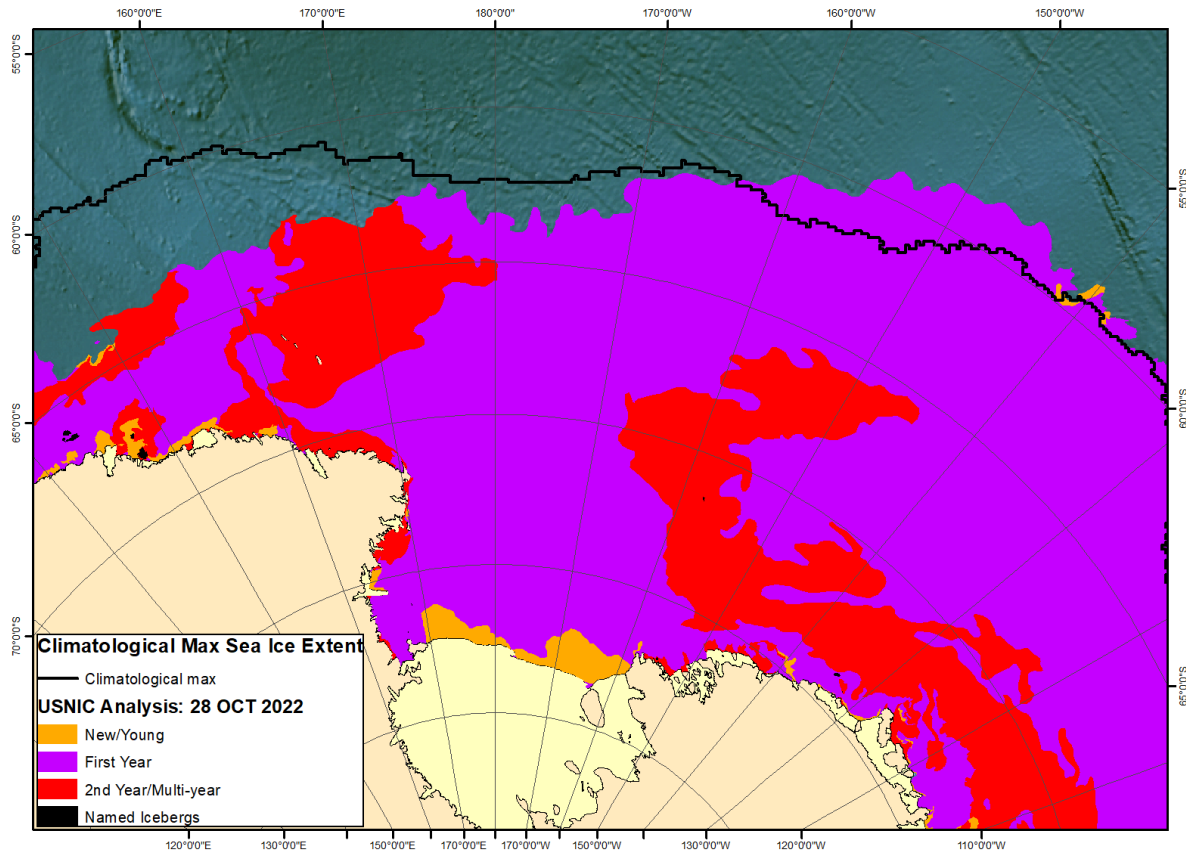 160°0'0"E 170°0'0"E 180°0'0" 170°0'0"W 160°0'0"W 150°0'0"W
55°0'0"S
60°0'0"S
65°0'0"S
70°0'0"S
55°0'0"S
60°0'0"S
65°0'0"S
Climatological Max Sea Ice Extent
Climatological max
USNIC Analysis: 28 OCT 2022
New/Young
First Year
2nd Year/Multi-year
Named Icebergs
120°0'0"E 130°0'0"E 150°0'0"E 170°0'0"E 170°0'0"W 150°0'0"W 130°0'0"W 120°0'0"W 110°0'0"W